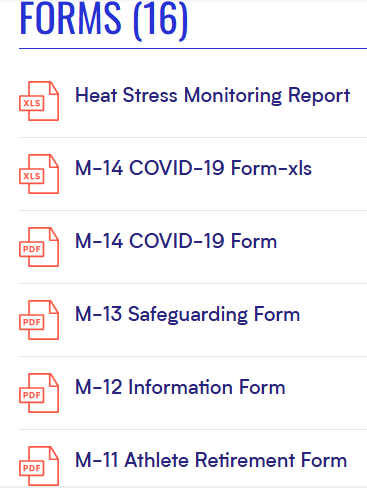 FORMS (16)
XLS Heat Stress Monitoring Report
XLS M-14 COVID-19 Form-xls
PDF M-14 COVID-19 Form
PDF M-13 Safeguarding Form
PDF M-12 Information Form
PDF M-11 Athlete Retirement Form